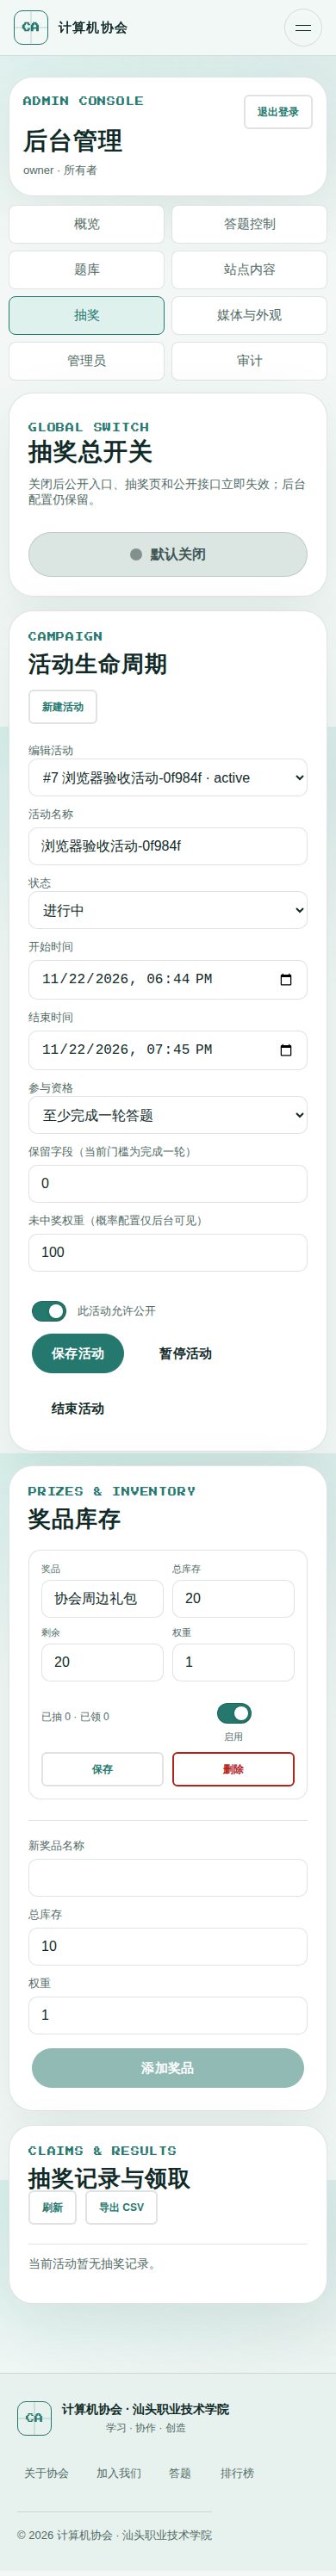 CA 计算机协会
ADMIN CONSOLE
退出登录
后台管理
owner · 所有者
概览 答题控制
题库 站点内容
抽奖 媒体与外观
管理员 审计
GLOBAL SWITCH
抽奖总开关
关闭后公开入口、抽奖页和公开接口立即失效；后台
配置仍保留。
默认关闭
CAMPAIGN
活动生命周期
新建活动
编辑活动
#7 浏览器验收活动-0f984f · active
活动名称
浏览器验收活动-0f984f
状态
进行中
开始时间
11/22/2026, 06:44 PM
结束时间
11/22/2026, 07:45 PM
参与资格
至少完成一轮答题
保留字段（当前门槛为完成一轮）
0
未中奖权重（概率配置仅后台可见）
100
此活动允许公开
保存活动 暂停活动
结束活动
PRIZES & INVENTORY
奖品库存
奖品 总库存
协会周边礼包 20
剩余 权重
20 1
已抽 0 · 已领 0
启用
保存 删除
新奖品名称
总库存
10
权重
1
添加奖品
CLAIMS & RESULTS
抽奖记录与领取
刷新 导出 CSV
当前活动暂无抽奖记录。
CA 计算机协会 · 汕头职业技术学院
学习 · 协作 · 创造
关于协会 加入我们 答题 排行榜
© 2026 计算机协会 · 汕头职业技术学院